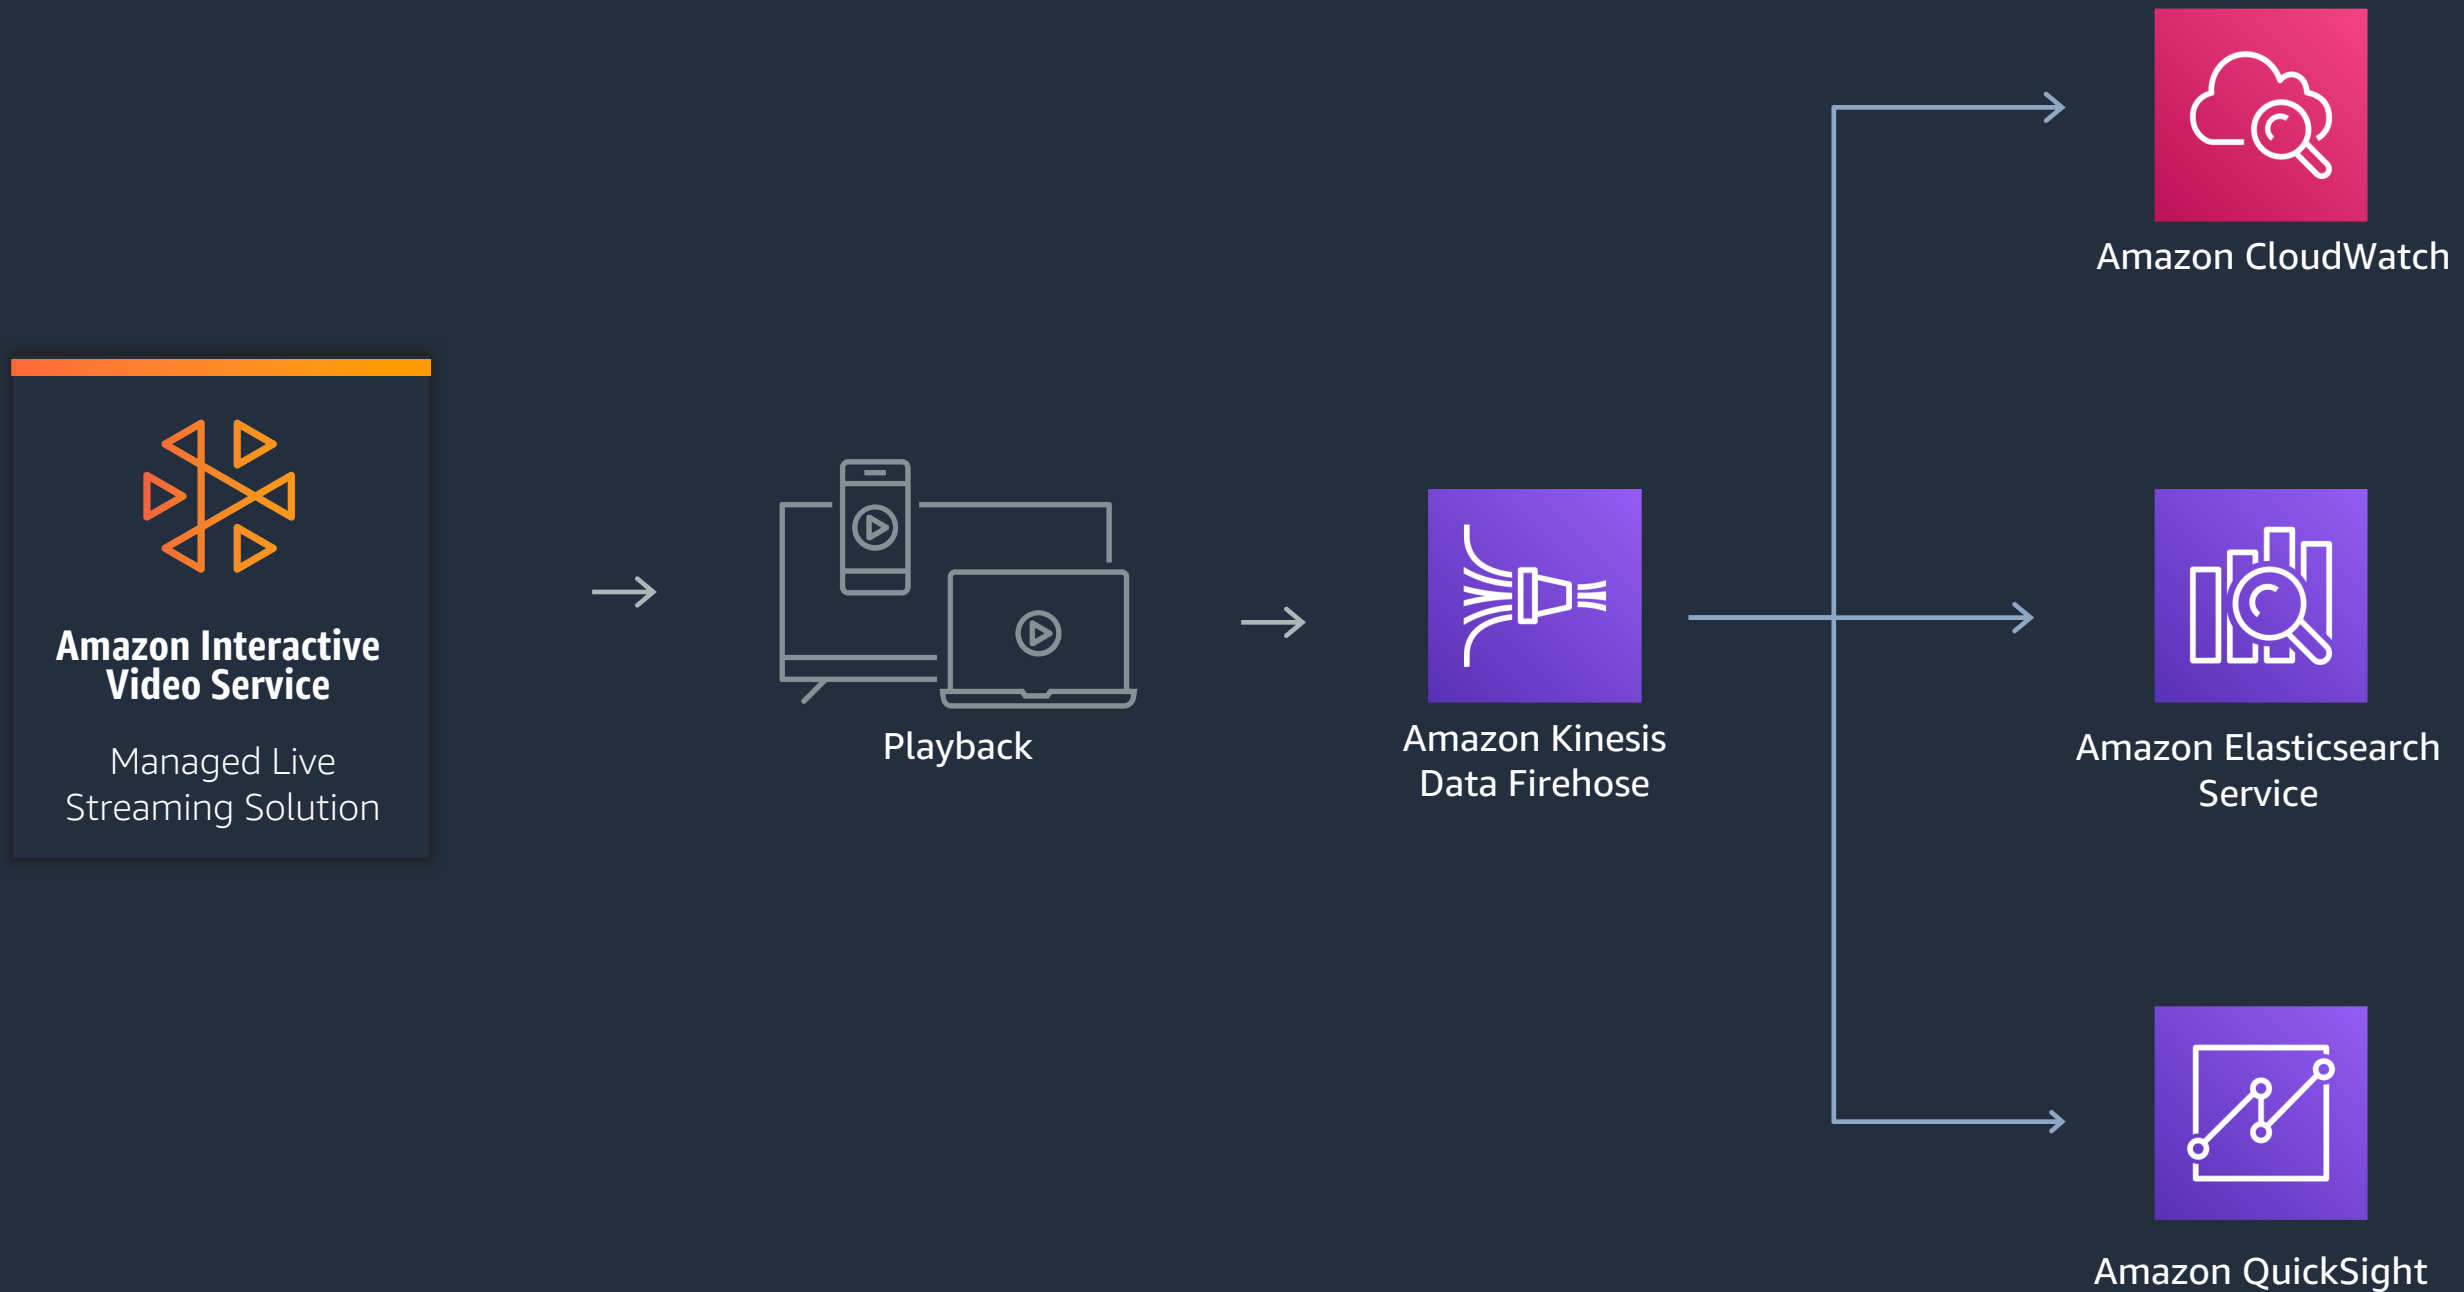 Amazon CloudWatch
Amazon Interactive
Video Service
Managed Live
Streaming Solution
Playback
Amazon Kinesis
Data Firehose
Amazon Elasticsearch
Service
Amazon QuickSight